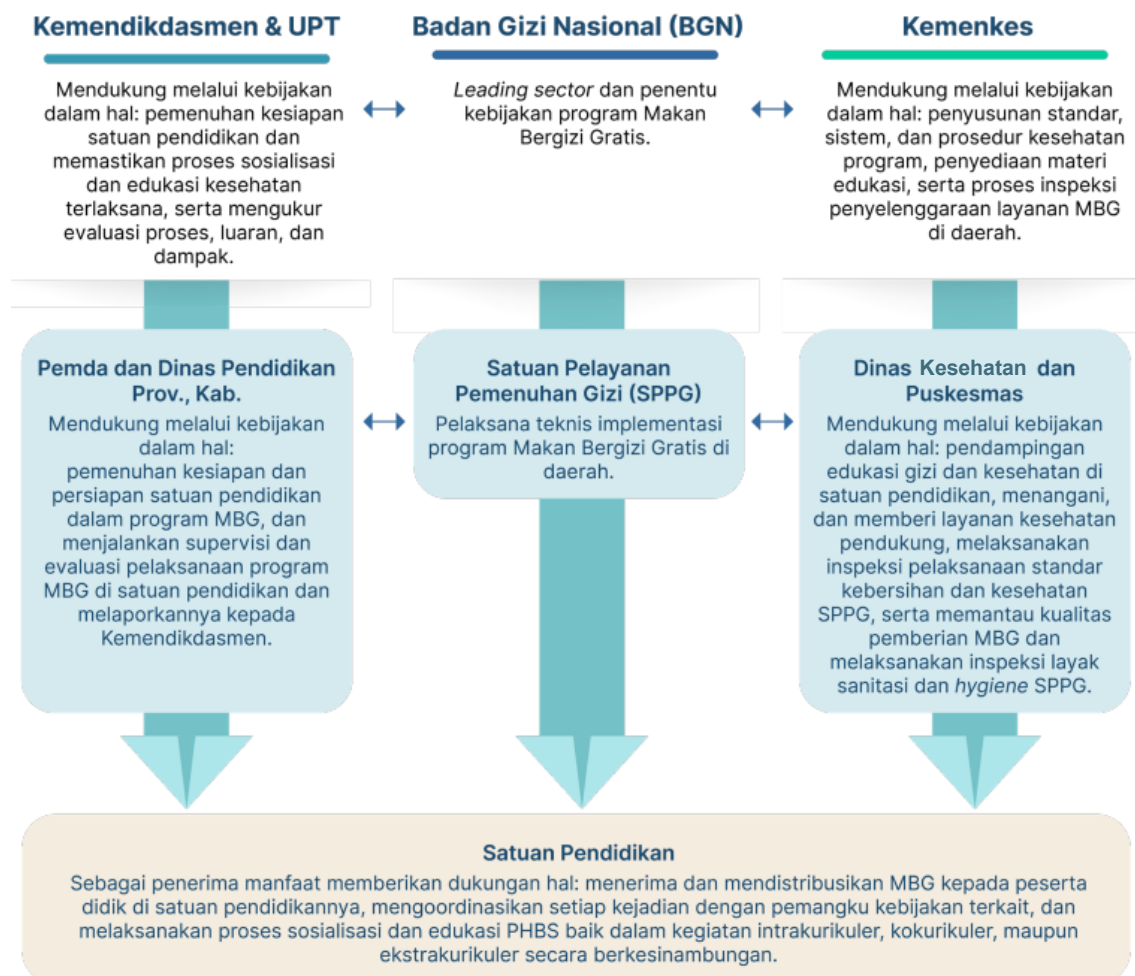 Kemendikdasmen & UPT
Mendukung melalui kebijakan
dalam hal: pemenuhan kesiapan
satuan pendidikan dan
memastikan proses sosialisasi
dan edukasi kesehatan
terlaksana, serta mengukur
evaluasi proses, luaran, dan
dampak.
Badan Gizi Nasional (BGN)
Leading sector dan penentu
kebijakan program Makan
Bergizi Gratis.
Kemenkes
Mendukung melalui kebijakan
dalam hal: penyusunan standar,
sistem, dan prosedur kesehatan
program, penyediaan materi
edukasi, serta proses inspeksi
penyelenggaraan layanan MBG
di daerah.
Pemda dan Dinas Pendidikan
Prov., Kab.
Mendukung melalui kebijakan
dalam hal:
pemenuhan kesiapan dan
persiapan satuan pendidikan
dalam program MBG, dan
menjalankan supervisi dan
evaluasi pelaksanaan program
MBG di satuan pendidikan dan
melaporkannya kepada
Kemendikdasmen.
Satuan Pelayanan
Pemenuhan Gizi (SPPG)
Pelaksana teknis implementasi
program Makan Bergizi Gratis di
daerah.
Dinas Kesehatan dan
Puskesmas
Mendukung melalui kebijakan
dalam hal: pendampingan
edukasi gizi dan kesehatan di
satuan pendidikan, menangani,
dan memberi layanan kesehatan
pendukung, melaksanakan
inspeksi pelaksanaan standar
kebersihan dan kesehatan
SPPG, serta memantau kualitas
pemberian MBG dan
melaksanakan inspeksi layak
sanitasi dan hygiene SPPG.
Satuan Pendidikan
Sebagai penerima manfaat memberikan dukungan hal: menerima dan mendistribusikan MBG kepada peserta
didik di satuan pendidikannya, mengoordinasikan setiap kejadian dengan pemangku kebijakan terkait, dan
melaksanakan proses sosialisasi dan edukasi PHBS baik dalam kegiatan intrakurikuler, kokurikuler, maupun
ekstrakurikuler secara berkesinambungan.